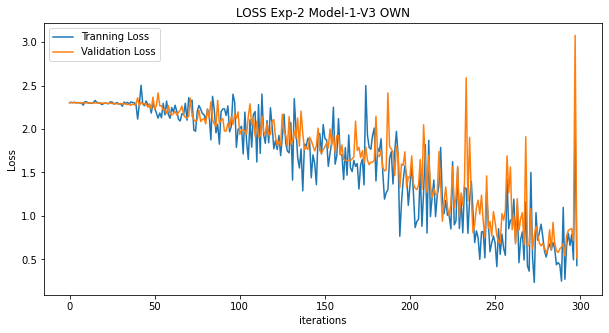 LOSS Exp-2 Model-1-V3 OWN
Tranning Loss
Validation Loss
Loss
3.0
2.5
2.0
1.5
1.0
0.5
0 50 100 150 200 250 300
iterations